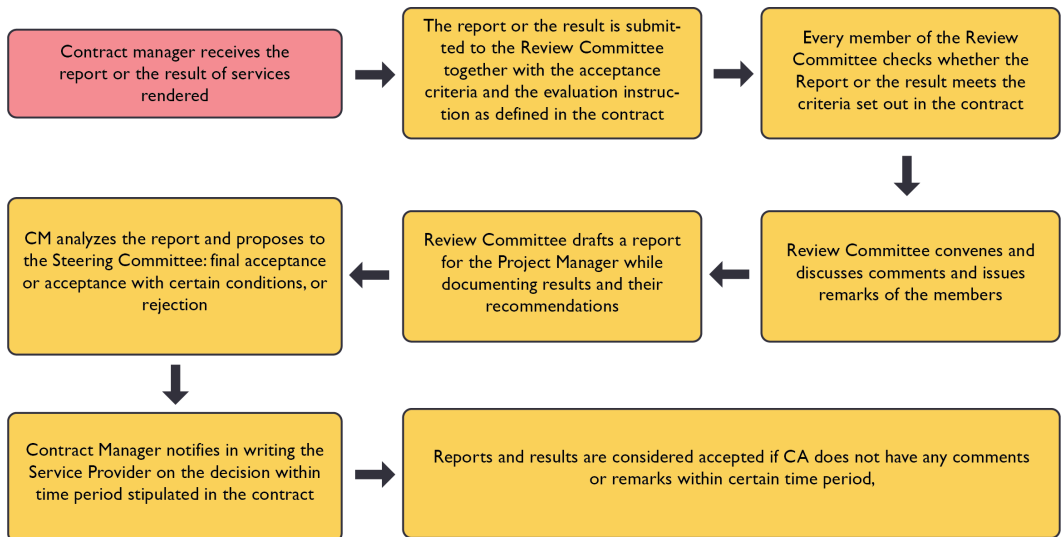 Contract manager receives the
report or the result of services
rendered
The report or the result is submit-
ted to the Review Committee
together with the acceptance
criteria and the evaluation instruc-
tion as defined in the contract
Every member of the Review
Committee checks whether the
Report or the result meets the
criteria set out in the contract
Review Committee convenes and
discusses comments and issues
remarks of the members
Review Committee drafts a report
for the Project Manager while
documenting results and their
recommendations
CM analyzes the report and proposes to
the Steering Committee: final acceptance
or acceptance with certain conditions, or
rejection
Contract Manager notifies in writing the
Service Provider on the decision within
time period stipulated in the contract
Reports and results are considered accepted if CA does not have any comments
or remarks within certain time period,